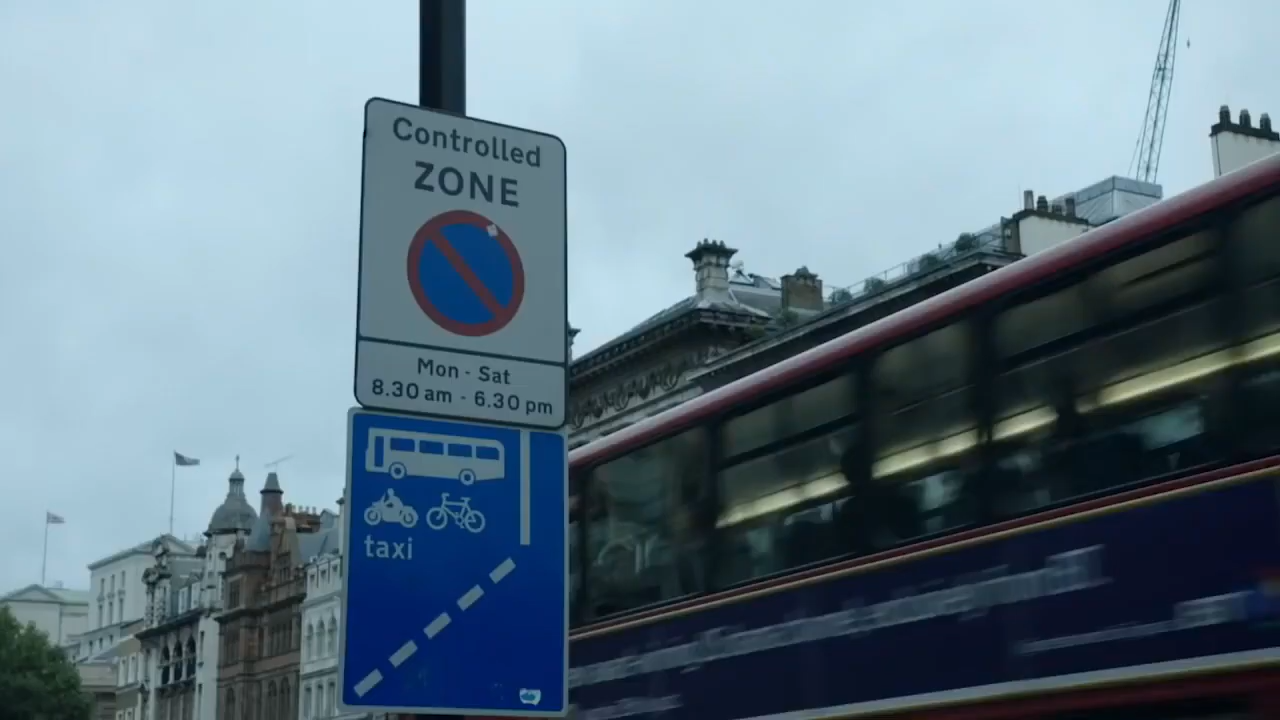 Controlled
ZONE
Mon - Sat
8.30 am - 6.30 pm
taxi